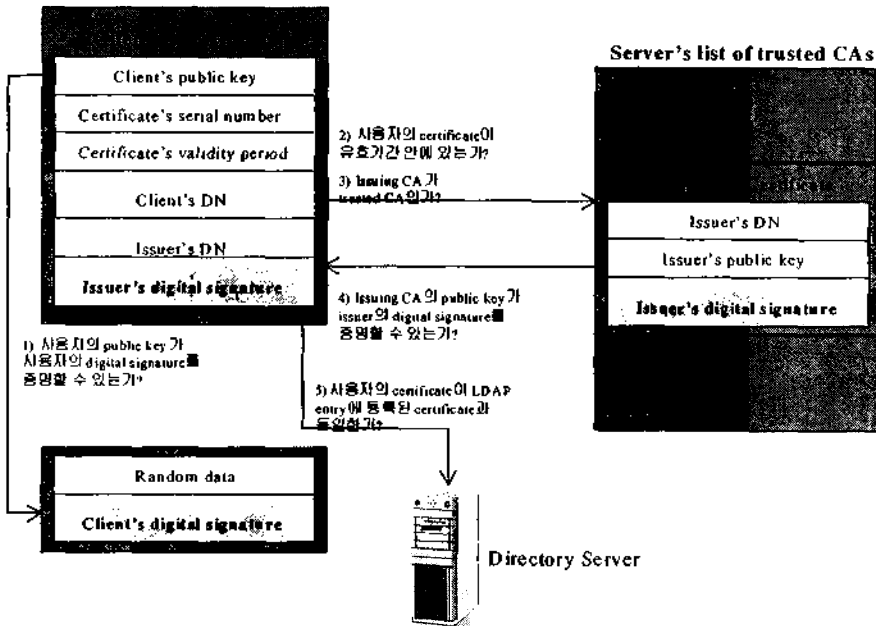 Client's public key
Certificate's serial number
Certificate's validity period
Client's DN
Issuer's DN
Issuer's digital signature
2) 사용자의 certificate이
유효기간 안에 있는가?
3) Issuing CA 가
trusted CA인가?
Server's list of trusted CAs
Issuer's DN
Issuer's public key
Issuer's digital signature
4) Issuing CA 의 public key가
issuer의 digital signature를
증명할 수 있는가?
1) 사용자의 public key 가
사용자의 digital signature를
증명할 수 있는가?
5) 사용자의 certificate이 LDAP
entry에 등록된 certificate과
동일한가?
Random data
Client's digital signature
Directory Server